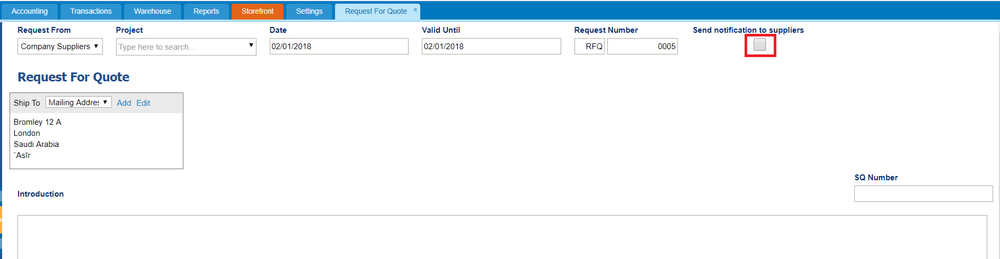 Accounting Transactions Warehouse Reports Storefront Settings Request For Quote ×
Request From Project Date Valid Until Request Number Send notification to suppliers
Company Suppliers Type here to search... 02/01/2018 02/01/2018 RFQ 0005
Request For Quote
Ship To Mailing Addres Add Edit
Bromley 12 A
London
Saudi Arabia
`Asīr
SQ Number
Introduction